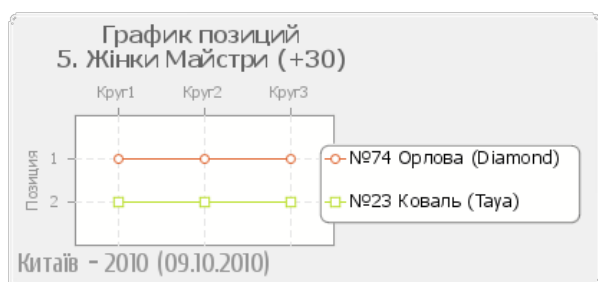 График позиций
5. Жінки Майстри (+30)
Круг1 Круг2 Круг3
Позиция
1
2
№74 Орлова (Diamond)
№23 Коваль (Taya)
Китаїв - 2010 (09.10.2010)